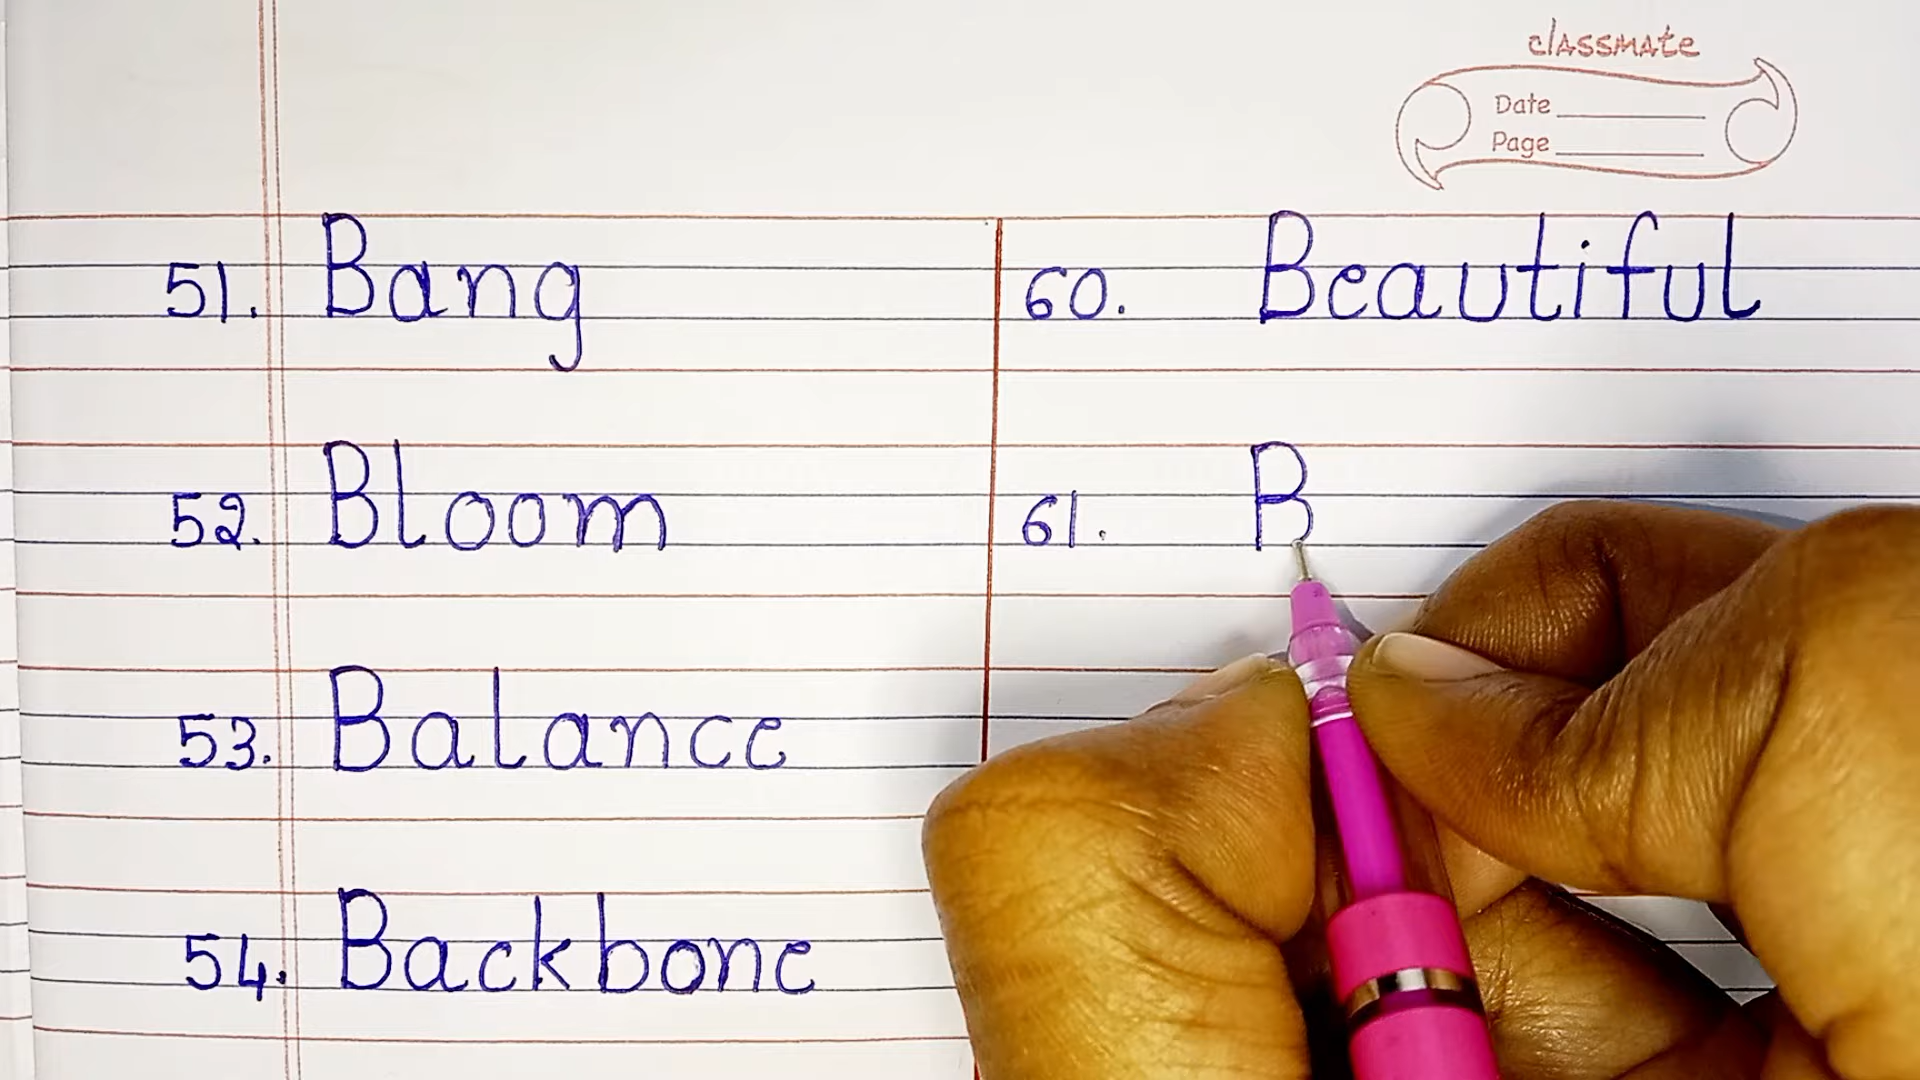 classmate
Date
Page
51. Bang
52. Bloom
53. Balance
54. Backbone
60. Beautiful
61. B